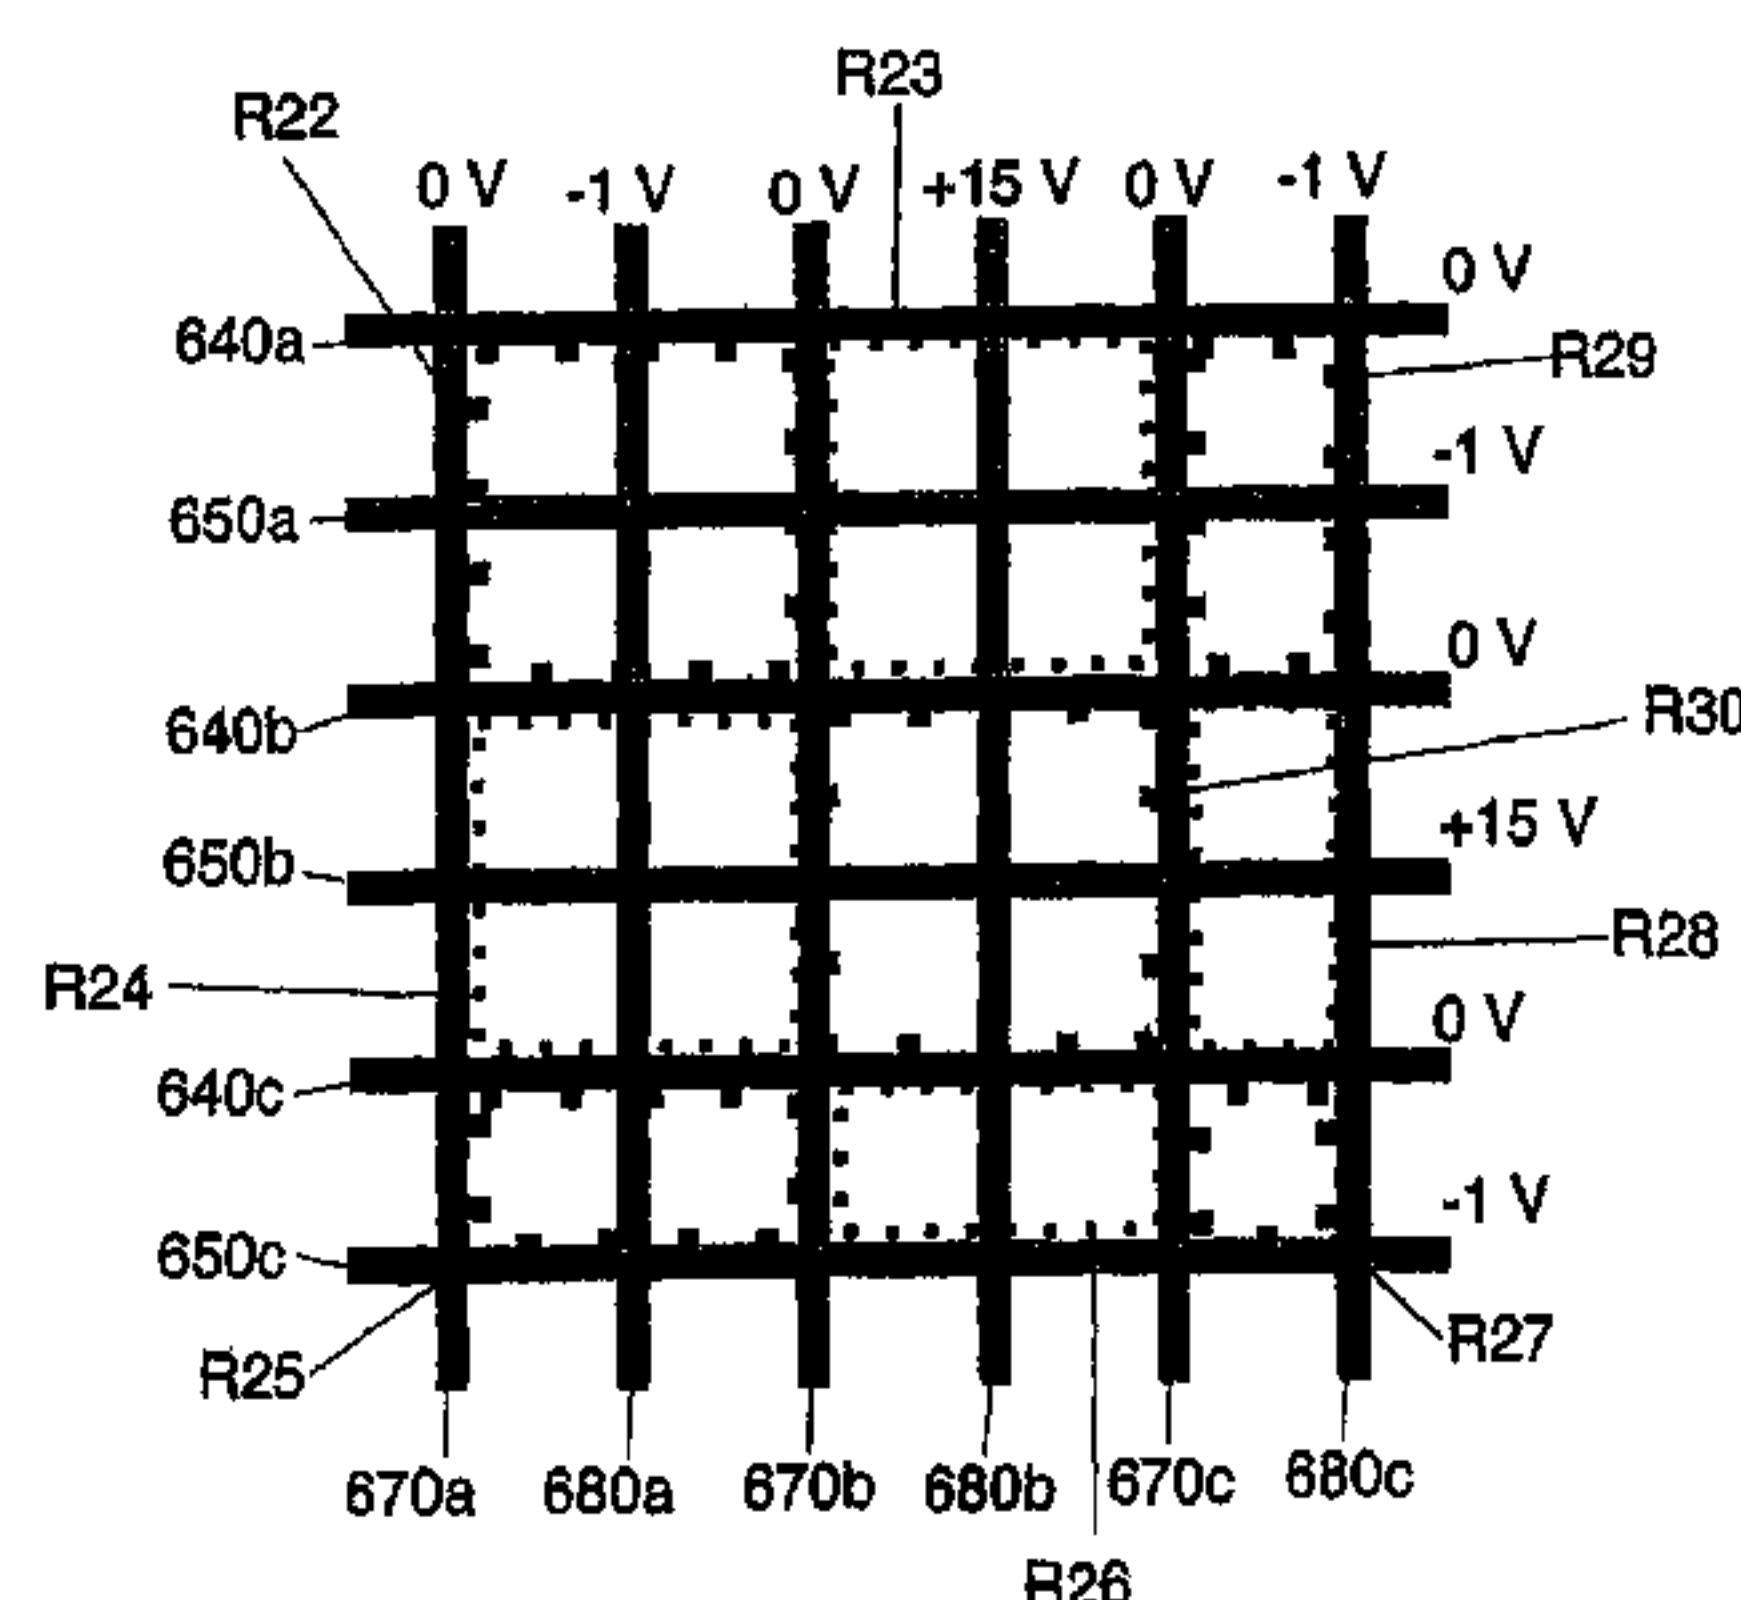 R23
R22
0 V -1 V 0 V +15 V 0 V -1 V
0 V
640a
R29
-1 V
650a
0 V
640b
R30
+15 V
650b
R28
R24
0 V
640c
-1 V
650c
R27
R25
670a 680a 670b 680b 670c 680c
R26